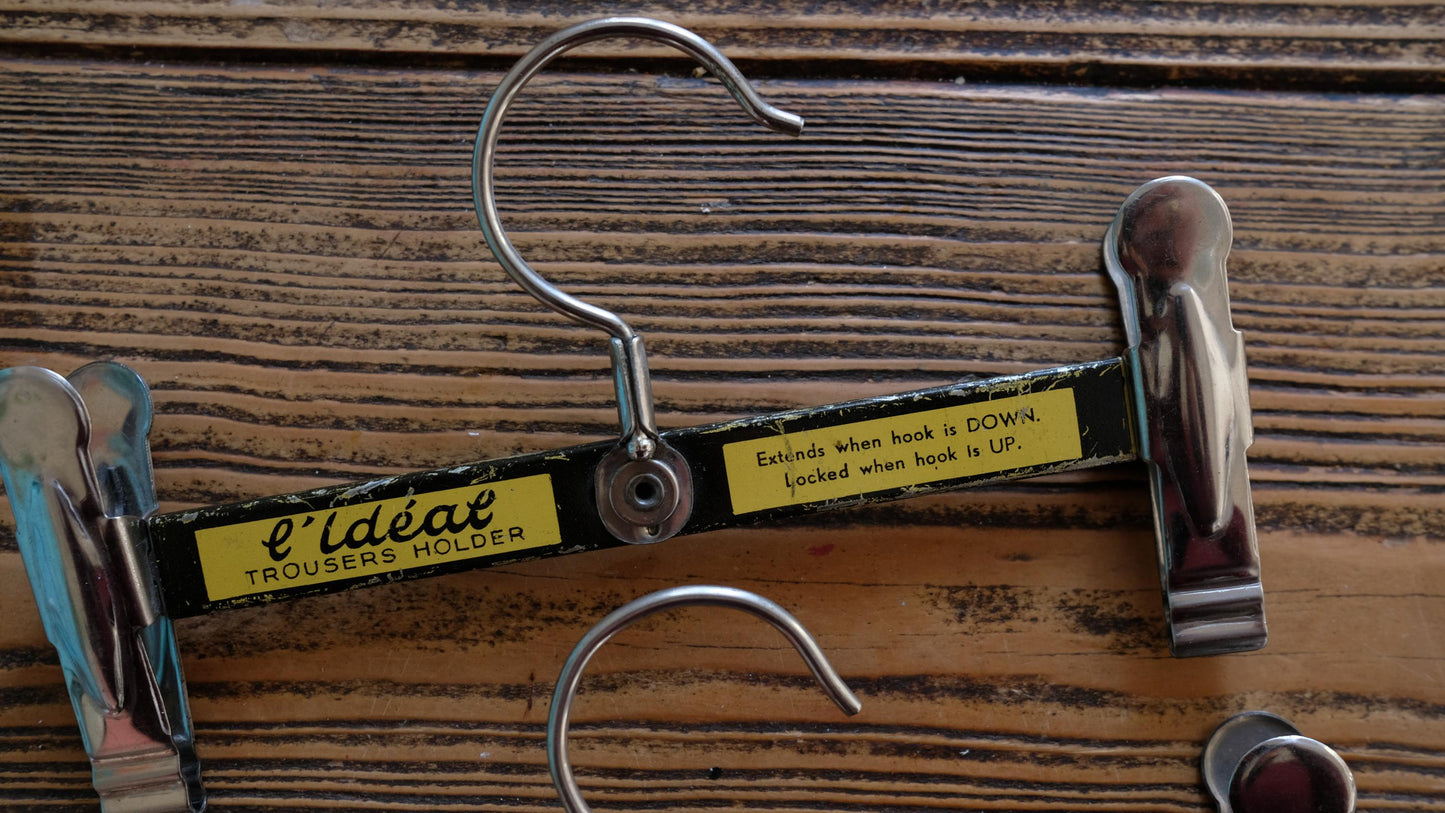 l'idéal
TROUSERS HOLDER
Extends when hook is DOWN.
Locked when hook is UP.